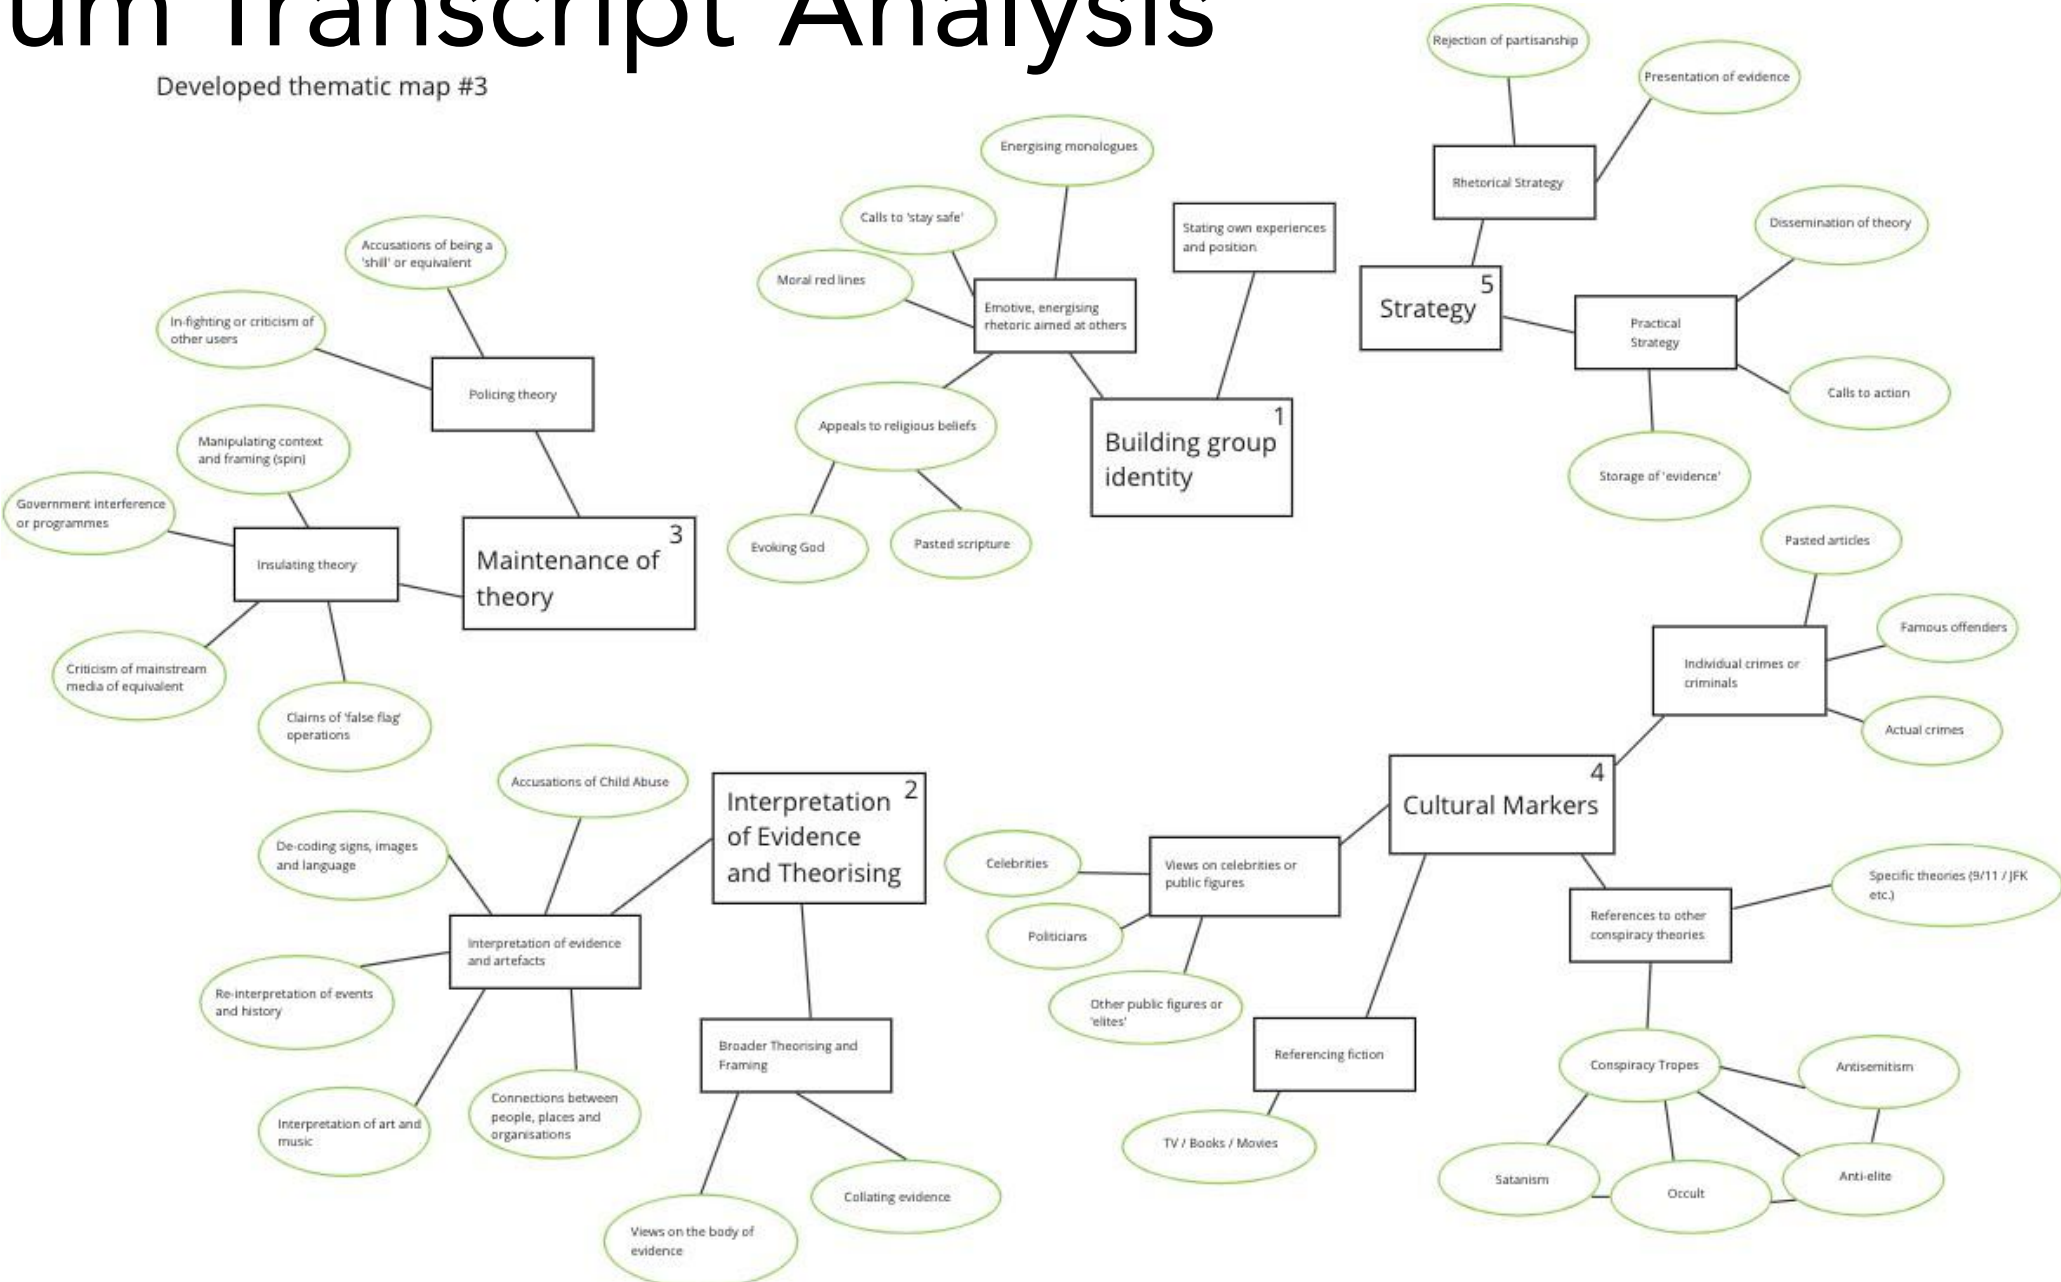 um Transcript Analysis
Developed thematic map #3
Accusations of being a
'shill' or equivalent
In-fighting or criticism of
other users
Policing theory
Manipulating context
and framing (spin)
Government interference
or programmes
Insulating theory
3
Maintenance of
theory
Criticism of mainstream
media of equivalent
Claims of 'false flag'
operations
Energising monologues
Calls to 'stay safe'
Moral red lines
Emotive, energising
rhetoric aimed at others
Stating own experiences
and position
Appeals to religious beliefs
1
Building group
identity
Evoking God
Pasted scripture
Rejection of partisanship
Presentation of evidence
Rhetorical Strategy
Dissemination of theory
5
Strategy
Practical
Strategy
Calls to action
Storage of 'evidence'
Accusations of Child Abuse
2
Interpretation
of Evidence
and Theorising
De-coding signs, images
and language
Interpretation of evidence
and artefacts
Re-interpretation of events
and history
Interpretation of art and
music
Connections between
people, places and
organisations
Broader Theorising and
Framing
Views on the body of
evidence
Collating evidence
Pasted articles
Famous offenders
Individual crimes or
criminals
Actual crimes
4
Cultural Markers
Celebrities
Views on celebrities or
public figures
Politicians
Other public figures or
'elites'
Referencing fiction
TV / Books / Movies
References to other
conspiracy theories
Specific theories (9/11 / JFK
etc.)
Conspiracy Tropes
Antisemitism
Satanism
Occult
Anti-elite